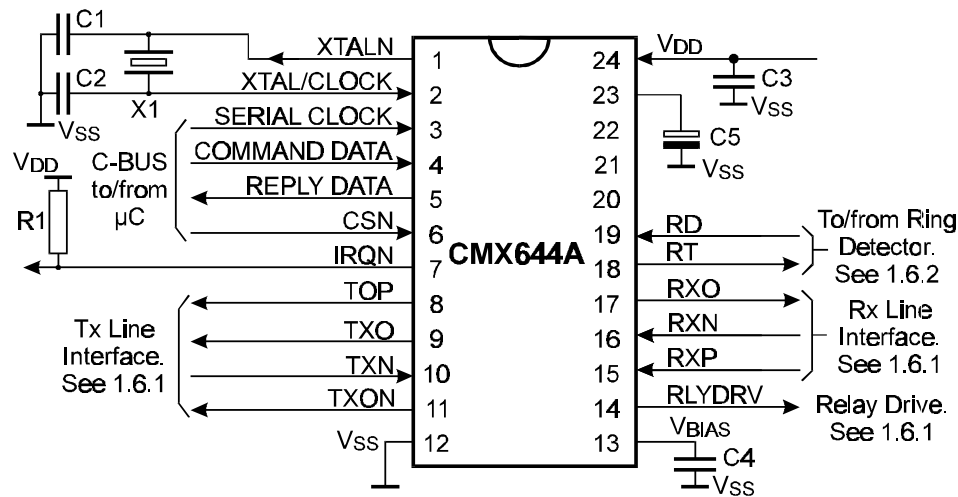 C1
XTALN
1
24
VDD
C2
XTAL/CLOCK
2
23
C3
X1
VSS
VSS
SERIAL CLOCK
3
22
C5
VDD
C-BUS
to/from
µC
COMMAND DATA
4
21
VSS
REPLY DATA
5
20
R1
CSN
6
19
RD
To/from Ring
Detector.
See 1.6.2
IRQN
7
CMX644A
18
RT
TOP
8
17
RXO
Tx Line
Interface.
See 1.6.1
TXO
9
16
RXN
Rx Line
Interface.
See 1.6.1
TXN
10
15
RXP
TXON
11
14
RLYDRV
Relay Drive.
See 1.6.1
VSS
12
13
VBIAS
C4
VSS